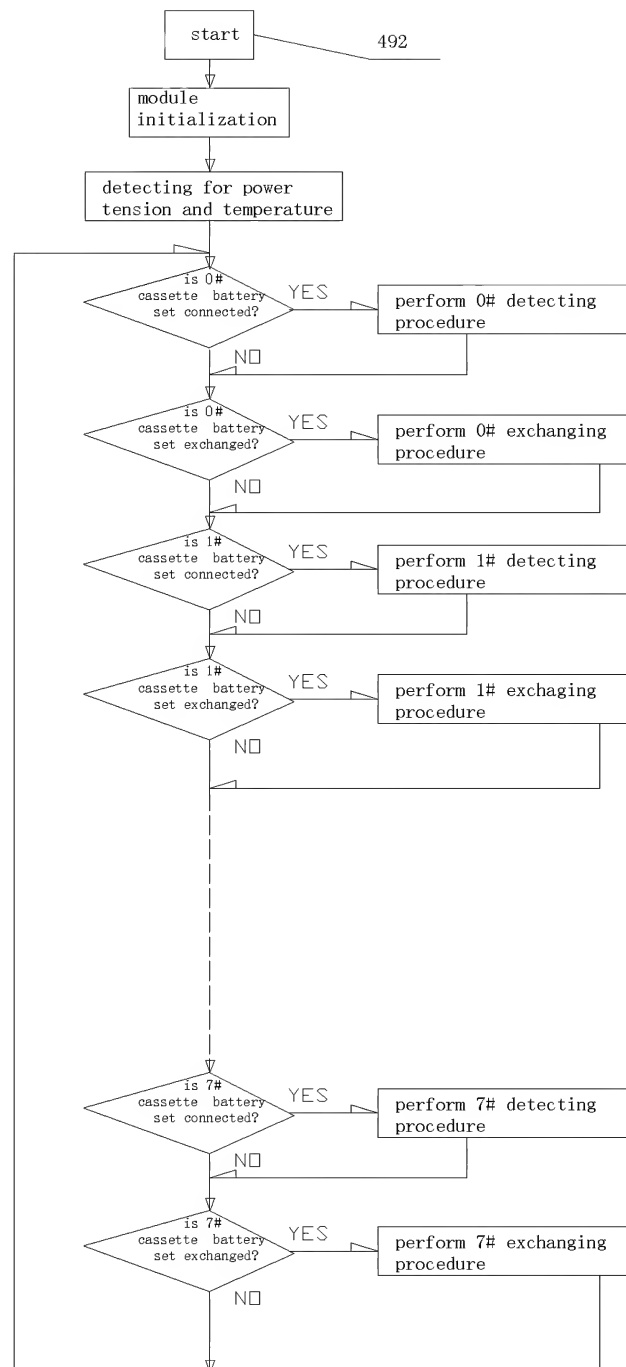 start
492
module
initialization
detecting for power
tension and temperature
is 0#
cassette battery
set connected?
YES
perform 0# detecting
procedure
NO
is 0#
cassette battery
set exchanged?
YES
perform 0# exchanging
procedure
NO
is 1#
cassette battery
set connected?
YES
perform 1# detecting
procedure
NO
is 1#
cassette battery
set exchanged?
YES
perform 1# exchaging
procedure
NO
is 7#
cassette battery
set connected?
YES
perform 7# detecting
procedure
NO
is 7#
cassette battery
set exchanged?
YES
perform 7# exchanging
procedure
NO